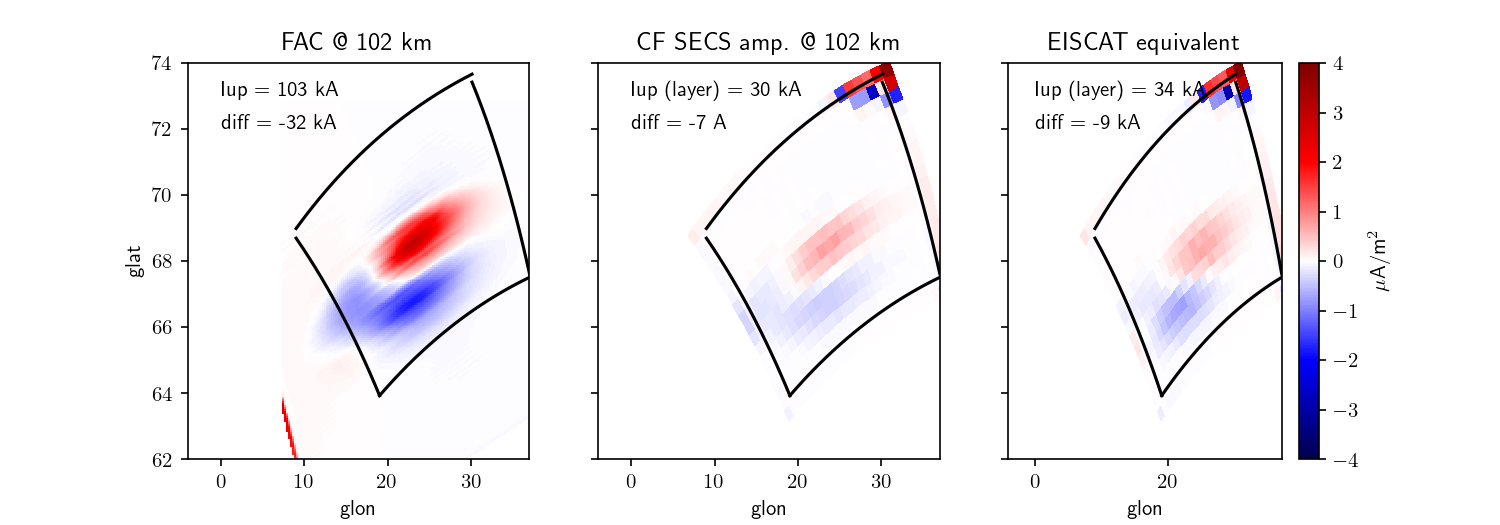 FAC @ 102 km
CF SECS amp. @ 102 km
EISCAT equivalent
Iup = 103 kA
diff = -32 kA
Iup (layer) = 30 kA
diff = -7 A
Iup (layer) = 34 kA
diff = -9 kA
74
72
70
68
66
64
62
glat
0
10
20
30
glon
0
10
20
30
glon
0
20
glon
4
3
2
1
0
−1
−2
−3
−4
μA/m²